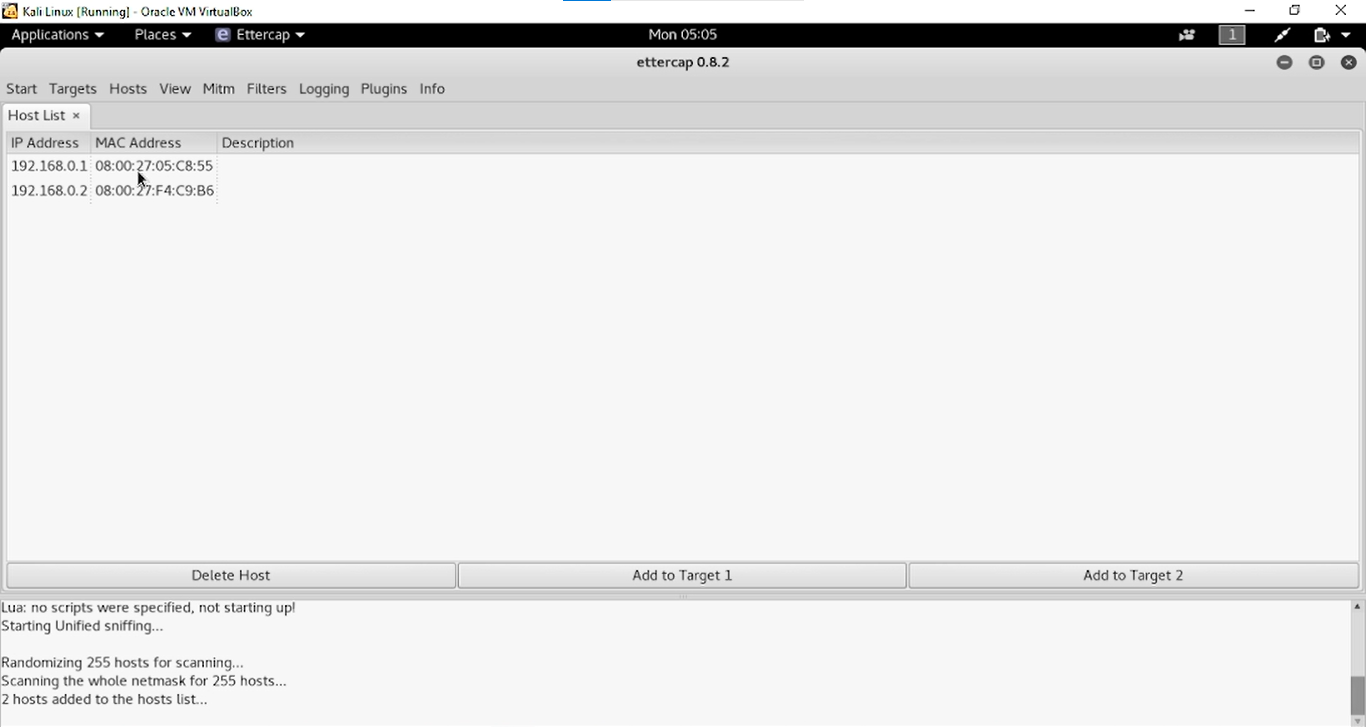 Kali Linux [Running] - Oracle VM VirtualBox
Applications Places Ettercap Mon 05:05 1
ettercap 0.8.2
Start Targets Hosts View Mitm Filters Logging Plugins Info
Host List ×
IP Address MAC Address Description
192.168.0.1 08:00:27:05:C8:55
192.168.0.2 08:00:27:F4:C9:B6
Delete Host Add to Target 1 Add to Target 2
Lua: no scripts were specified, not starting up!
Starting Unified sniffing...
Randomizing 255 hosts for scanning...
Scanning the whole netmask for 255 hosts...
2 hosts added to the hosts list...